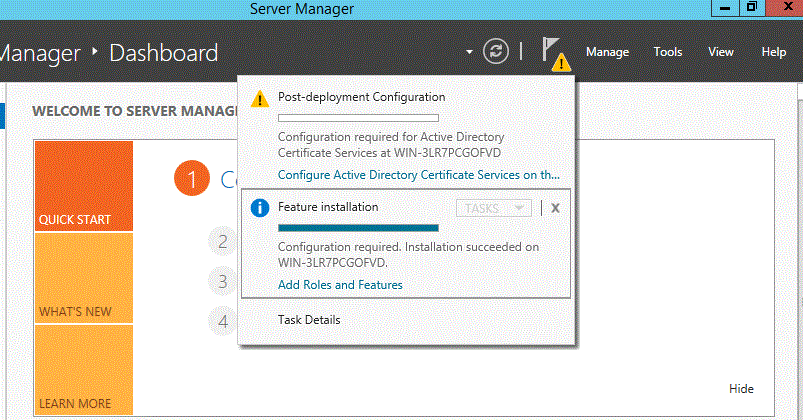 Server Manager
Manager ‣ Dashboard
Manage Tools View Help
Post-deployment Configuration
WELCOME TO SERVER MANAG
Configuration required for Active Directory
Certificate Services at WIN-3LR7PCGOFVD
Configure Active Directory Certificate Services on th...
1 Co
Feature installation TASKS X
QUICK START
2
Configuration required. Installation succeeded on
WIN-3LR7PCGOFVD.
3
Add Roles and Features
WHAT'S NEW
4
Task Details
Hide
LEARN MORE